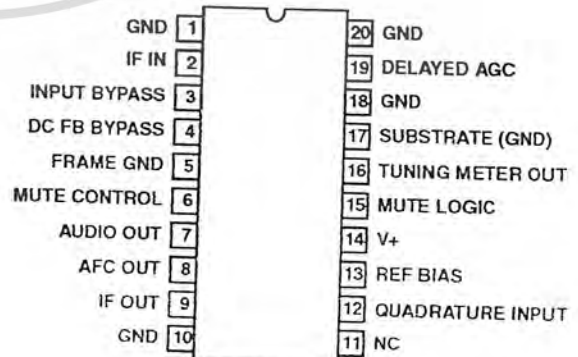 GND 1
IF IN 2
INPUT BYPASS 3
DC FB BYPASS 4
FRAME GND 5
MUTE CONTROL 6
AUDIO OUT 7
AFC OUT 8
IF OUT 9
GND 10
20 GND
19 DELAYED AGC
18 GND
17 SUBSTRATE (GND)
16 TUNING METER OUT
15 MUTE LOGIC
14 V+
13 REF BIAS
12 QUADRATURE INPUT
11 NC